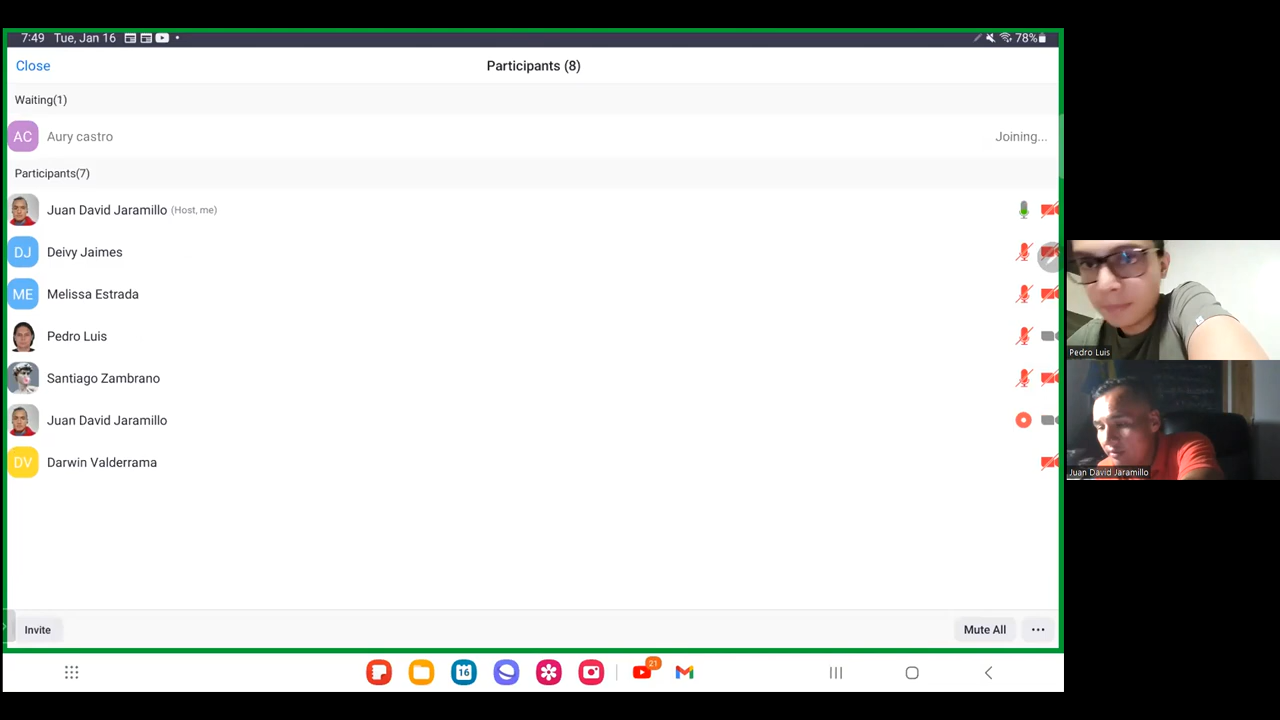 7:49 Tue, Jan 16 78%
Close Participants (8)
Waiting(1)
AC Aury castro Joining...
Participants(7)
Juan David Jaramillo (Host, me)
DJ Deivy Jaimes
ME Melissa Estrada
Pedro Luis
Santiago Zambrano
Juan David Jaramillo
DV Darwin Valderrama
Invite Mute All
16 21
Pedro Luis
Juan David Jaramillo